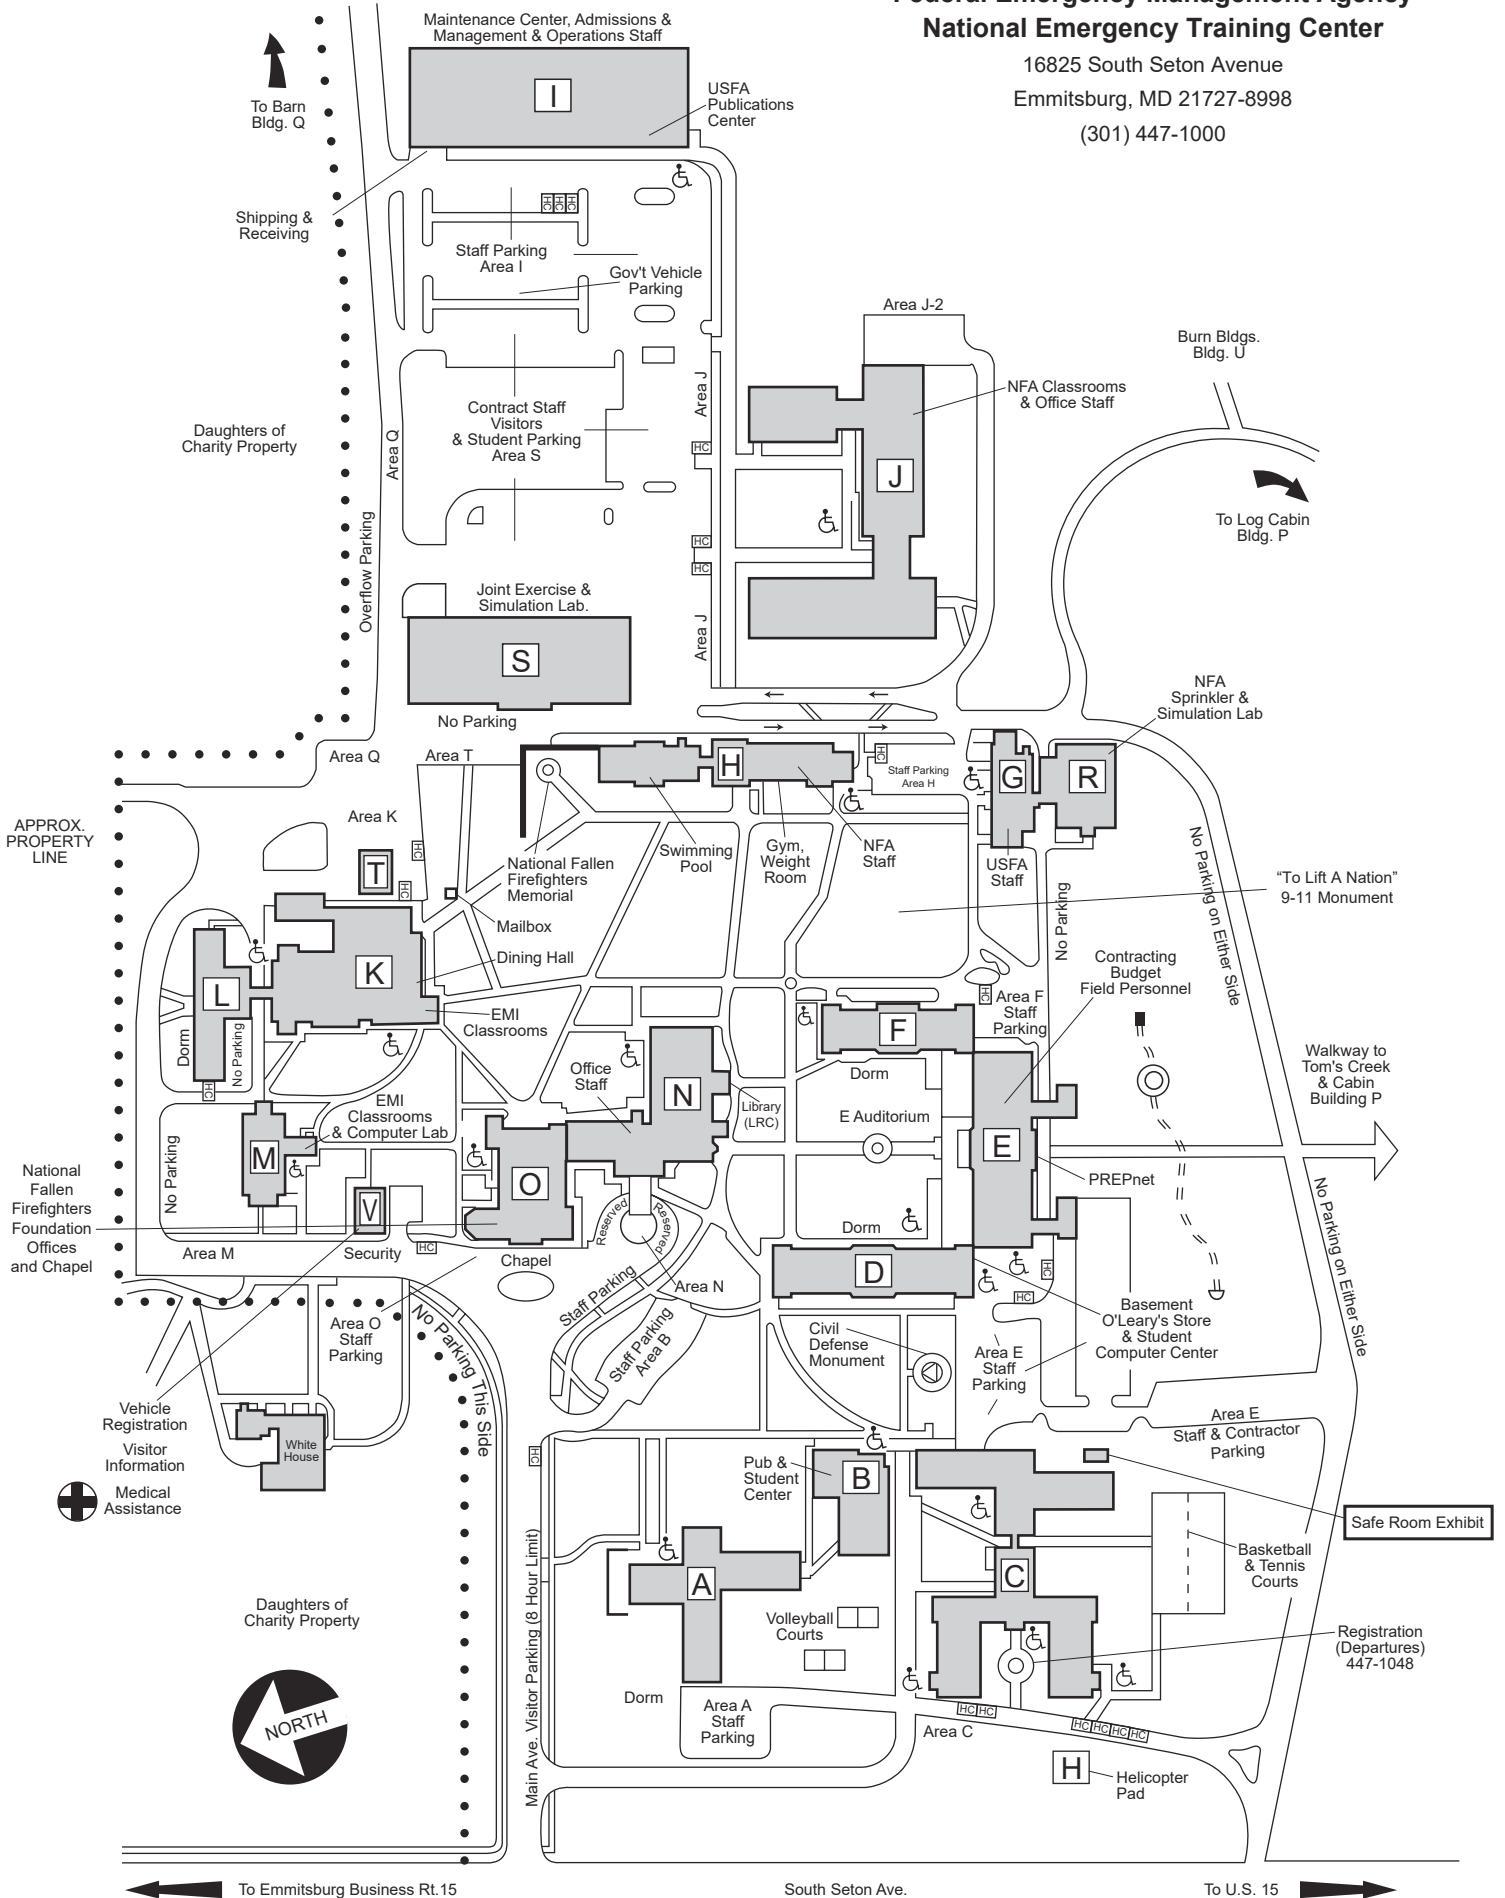 Federal Emergency Management Agency
National Emergency Training Center
16825 South Seton Avenue
Emmitsburg, MD 21727-8998
(301) 447-1000
Maintenance Center, Admissions &
Management & Operations Staff
I
USFA
Publications
Center
To Barn
Bldg. Q
Shipping &
Receiving
HC
HC
HC
Staff Parking
Area I
Gov't Vehicle
Parking
Area J-2
Burn Bldgs.
Bldg. U
NFA Classrooms
& Office Staff
Area J
Contract Staff
Visitors
& Student Parking
Area S
Daughters of
Charity Property
Area Q
HC
J
To Log Cabin
Bldg. P
Overflow Parking
HC
HC
Joint Exercise &
Simulation Lab.
S
Area J
No Parking
NFA
Sprinkler &
Simulation Lab
Area Q
Area T
H
HC
Staff Parking
Area H
G
R
Area K
APPROX.
PROPERTY
LINE
T
HC
HC
National Fallen
Firefighters
Memorial
Swimming
Pool
Gym,
Weight
Room
NFA
Staff
USFA
Staff
No Parking on Either Side
"To Lift A Nation"
9-11 Monument
No Parking
Mailbox
Dining Hall
K
L
Contracting
Budget
Field Personnel
HC
Area F
Staff
Parking
EMI
Classrooms
F
Dorm
No Parking
HC
Office
Staff
N
Dorm
Walkway to
Tom's Creek
& Cabin
Building P
EMI
Classrooms
& Computer Lab
Library
(LRC)
E Auditorium
E
M
No Parking
PREPnet
National
Fallen
Firefighters
Foundation
Offices
and Chapel
V
O
Reserved
Reserved
Dorm
No Parking on Either Side
Area M
Security
HC
Chapel
Area N
D
HC
HC
Staff Parking
Area O
Staff
Parking
No Parking This Side
Staff Parking
Area B
Civil
Defense
Monument
Area E
Staff
Parking
Basement
O'Leary's Store
& Student
Computer Center
Vehicle
Registration
Visitor
Information
Medical
Assistance
White
House
HC
Area E
Staff & Contractor
Parking
Pub &
Student
Center
B
Safe Room Exhibit
Basketball
& Tennis
Courts
A
C
Main Ave. Visitor Parking (8 Hour Limit)
Daughters of
Charity Property
Volleyball
Courts
Registration
(Departures)
447-1048
NORTH
Dorm
Area A
Staff
Parking
HC
HC
Area C
HC
HC
HC
HC
H
Helicopter
Pad
To Emmitsburg Business Rt.15
South Seton Ave.
To U.S. 15